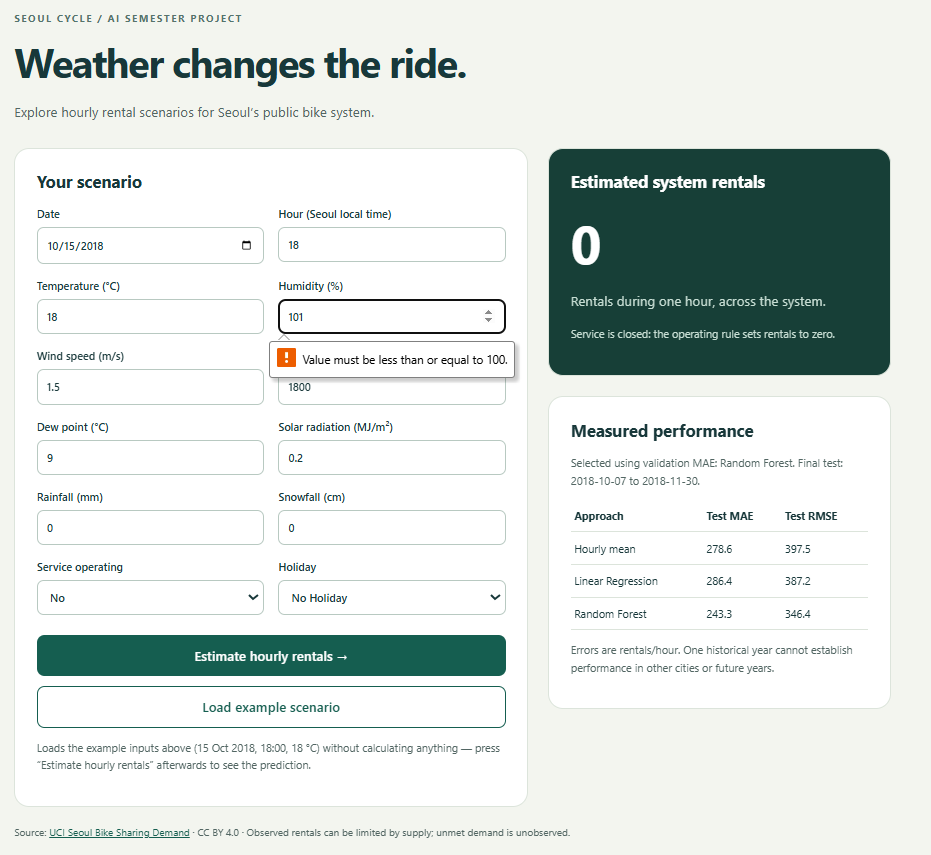 SEOUL CYCLE / AI SEMESTER PROJECT
Weather changes the ride.
Explore hourly rental scenarios for Seoul's public bike system.
Your scenario
Date
Hour (Seoul local time)
10/15/2018
18
Temperature (°C)
Humidity (%)
18
101
Value must be less than or equal to 100.
Wind speed (m/s)
1.5
1800
Dew point (°C)
Solar radiation (MJ/m²)
9
0.2
Rainfall (mm)
Snowfall (cm)
0
0
Service operating
Holiday
No
No Holiday
Estimate hourly rentals →
Load example scenario
Loads the example inputs above (15 Oct 2018, 18:00, 18 °C) without calculating anything — press
"Estimate hourly rentals" afterwards to see the prediction.
Estimated system rentals
0
Rentals during one hour, across the system.
Service is closed: the operating rule sets rentals to zero.
Measured performance
Selected using validation MAE: Random Forest. Final test:
2018-10-07 to 2018-11-30.
Approach Test MAE Test RMSE
Hourly mean 278.6 397.5
Linear Regression 286.4 387.2
Random Forest 243.3 346.4
Errors are rentals/hour. One historical year cannot establish
performance in other cities or future years.
Source: UCI Seoul Bike Sharing Demand · CC BY 4.0 · Observed rentals can be limited by supply; unmet demand is unobserved.